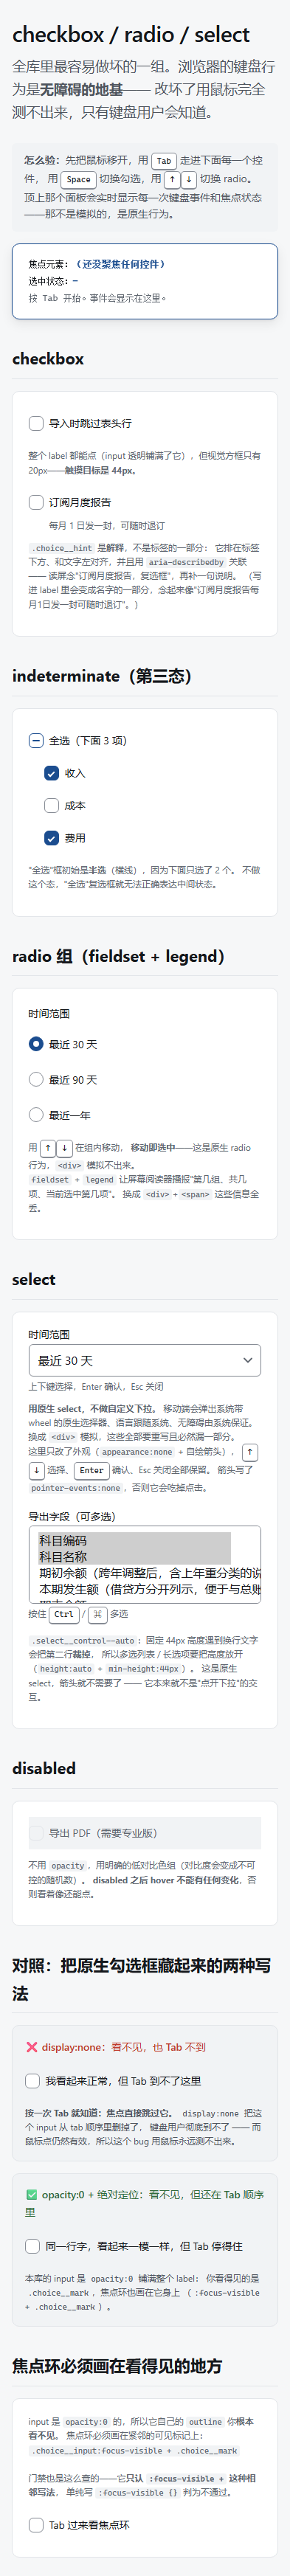 checkbox / radio / select
全库里最容易做坏的一组。浏览器的键盘行
为是无障碍的地基—— 改坏了用鼠标完全
测不出来，只有键盘用户会知道。
怎么验：先把鼠标移开，用 Tab 走进下面每一个控
件， 用 Space 切换勾选，用 ↑ ↓ 切换 radio。
顶上那个面板会实时显示每一次键盘事件和焦点状态
——那不是模拟的，是原生行为。
焦点元素：（还没聚焦任何控件）
选中状态：–
按 Tab 开始。事件会显示在这里。
checkbox
导入时跳过表头行
整个 label 都能点（input 透明铺满了它），但视觉方框只有
20px——触摸目标是 44px。
订阅月度报告
每月 1 日发一封，可随时退订
.choice__hint 是解释，不是标签的一部分： 它排在标签
下方、和文字左对齐，并且用 aria-describedby 关联
—— 读屏念"订阅月度报告，复选框"，再补一句说明。 （写
进 label 里会变成名字的一部分，念起来像"订阅月度报告每
月1日发一封可随时退订"。）
indeterminate（第三态）
全选（下面 3 项）
收入
成本
费用
"全选"框初始是半选（横线），因为下面只选了 2 个。 不做
这个态，"全选"复选框就无法正确表达中间状态。
radio 组（fieldset + legend）
时间范围
最近 30 天
最近 90 天
最近一年
用 ↑ ↓ 在组内移动， 移动即选中——这是原生 radio
行为，<div> 模拟不出来。
fieldset + legend 让屏幕阅读器播报"第几组、共几
项、当前选中第几项"。 换成 <div>+<span> 这些信息全
丢。
select
时间范围
最近 30 天
上下键选择，Enter 确认，Esc 关闭
用原生 select，不做自定义下拉。 移动端会弹出系统带
wheel 的原生选择器、语言跟随系统、无障碍由系统保证。
换成 <div> 模拟，这些全部要重写且必然漏一部分。
这里只改了外观（appearance:none + 自绘箭头）， ↑
↓ 选择、 Enter 确认、Esc 关闭全部保留。 箭头写了
pointer-events:none，否则它会吃掉点击。
导出字段（可多选）
科目编码
科目名称
期初余额（跨年调整后，含上年重分类的说
本期发生额（借贷方分开列示，便于与总账
按住 Ctrl / ⌘ 多选
.select__control--auto：固定 44px 高度遇到换行文字
会把第二行裁掉， 所以多选列表 / 长选项要把高度放开
（height:auto + min-height:44px）。 这是原生
select，箭头就不需要了 —— 它本来就不是"点开下拉"的交
互。
disabled
导出 PDF（需要专业版）
不用 opacity，用明确的低对比色组（对比度会变成不可
控的随机数）。 disabled 之后 hover 不能有任何变化，否
则看着像还能点。
对照：把原生勾选框藏起来的两种写
法
❌ display:none：看不见，也 Tab 不到
我看起来正常，但 Tab 到不了这里
按一次 Tab 就知道：焦点直接跳过它。 display:none 把这
个 input 从 tab 顺序里删掉了， 键盘用户彻底到不了 —— 而
鼠标点仍然有效，所以这个 bug 用鼠标永远测不出来。
✅ opacity:0 + 绝对定位：看不见，但还在 Tab 顺序
里
同一行字，看起来一模一样，但 Tab 停得住
本库的 input 是 opacity:0 铺满整个 label： 你看得见的是
.choice__mark，焦点环也画在它身上（ :focus-visible
+ .choice__mark ）。
焦点环必须画在看得见的地方
input 是 opacity:0 的，所以它自己的 outline 你根本
看不见。 焦点环必须画在紧邻的可见标记上：
.choice__input:focus-visible + .choice__mark
门禁也是这么查的——它只认 :focus-visible + 这种相
邻写法， 单纯写 :focus-visible {} 判为不通过。
Tab 过来看焦点环